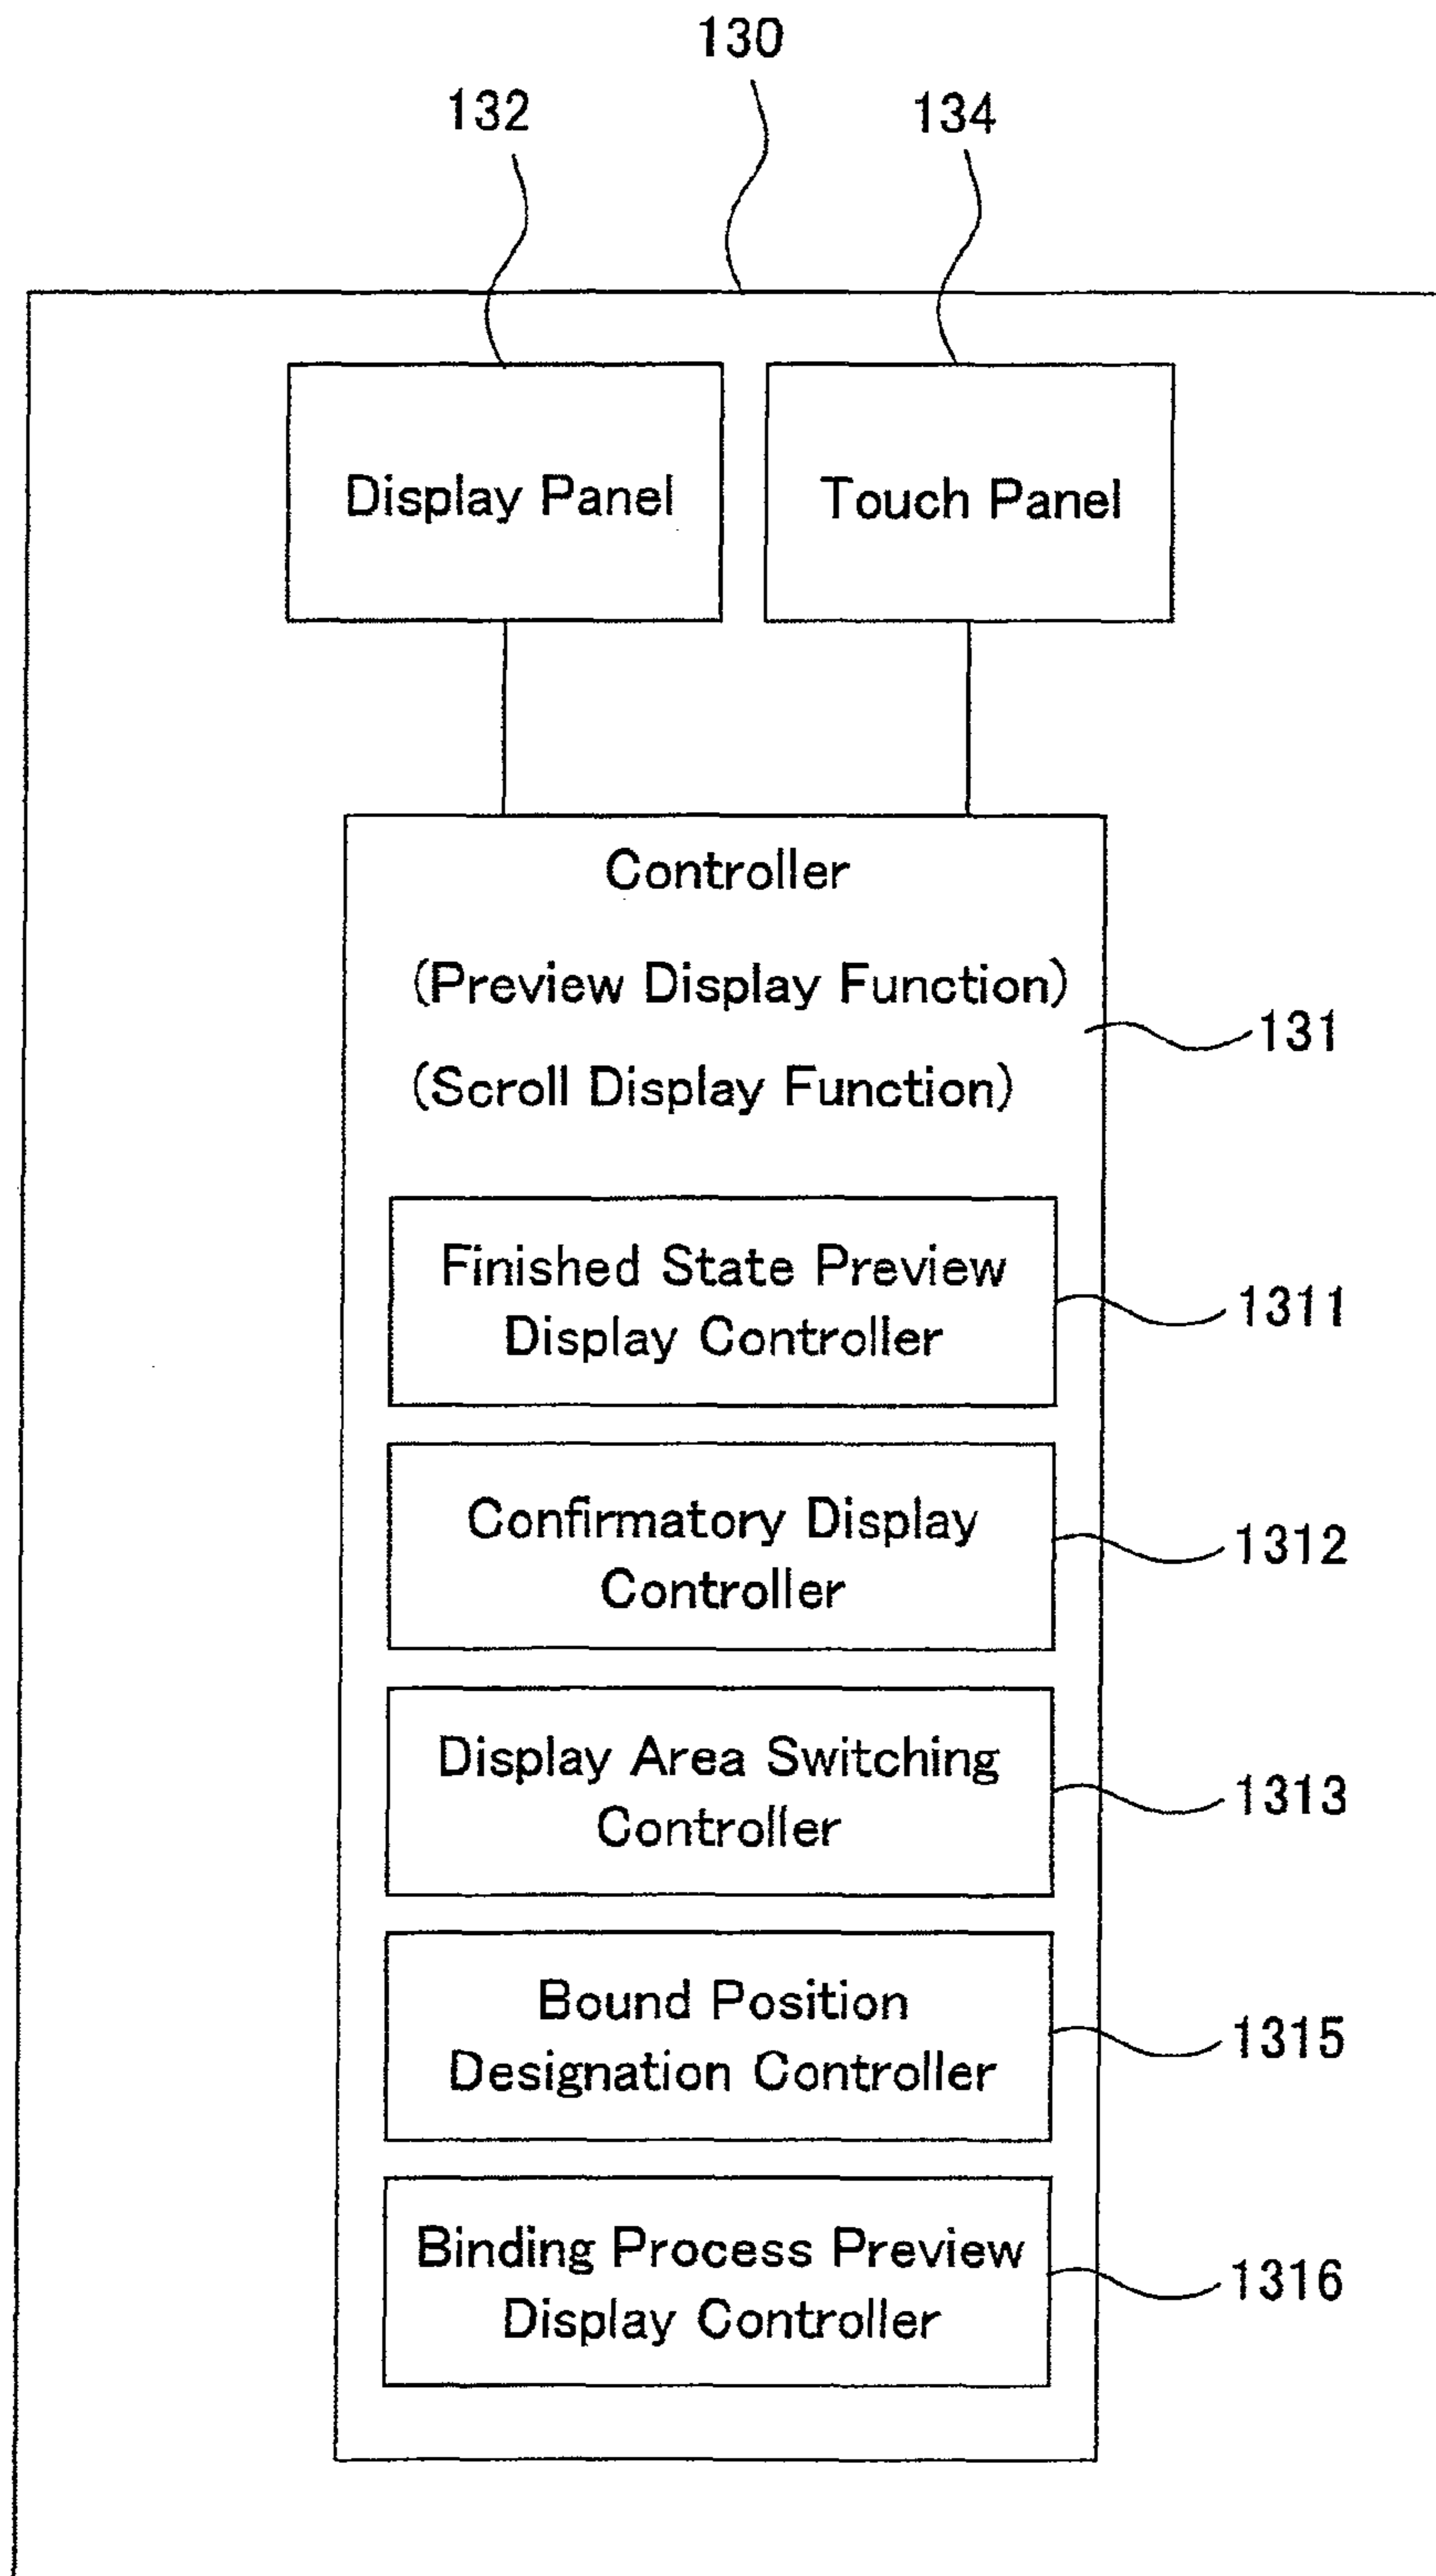 130
132
134
Display Panel
Touch Panel
Controller
(Preview Display Function)
131
(Scroll Display Function)
Finished State Preview
Display Controller
1311
Confirmatory Display
Controller
1312
Display Area Switching
Controller
1313
Bound Position
Designation Controller
1315
Binding Process Preview
Display Controller
1316